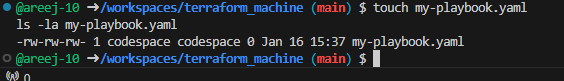 @areej-10 ➜/workspaces/terraform_machine (main) $ touch my-playbook.yaml
ls -la my-playbook.yaml
-rw-rw-rw- 1 codespace codespace 0 Jan 16 15:37 my-playbook.yaml
@areej-10 ➜/workspaces/terraform_machine (main) $
0